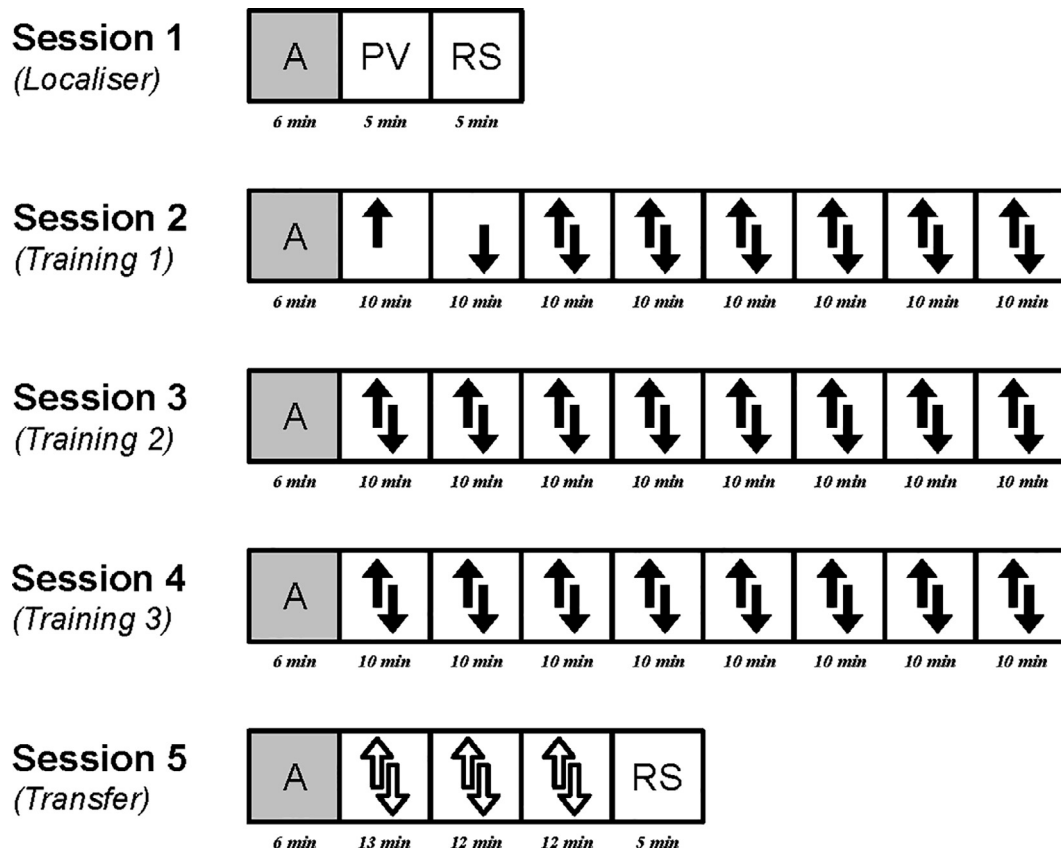 Session 1
(Localiser)
A PV RS
6 min 5 min 5 min
Session 2
(Training 1)
A
6 min 10 min 10 min 10 min 10 min 10 min 10 min 10 min 10 min
Session 3
(Training 2)
A
6 min 10 min 10 min 10 min 10 min 10 min 10 min 10 min 10 min
Session 4
(Training 3)
A
6 min 10 min 10 min 10 min 10 min 10 min 10 min 10 min 10 min
Session 5
(Transfer)
A RS
6 min 13 min 12 min 12 min 5 min